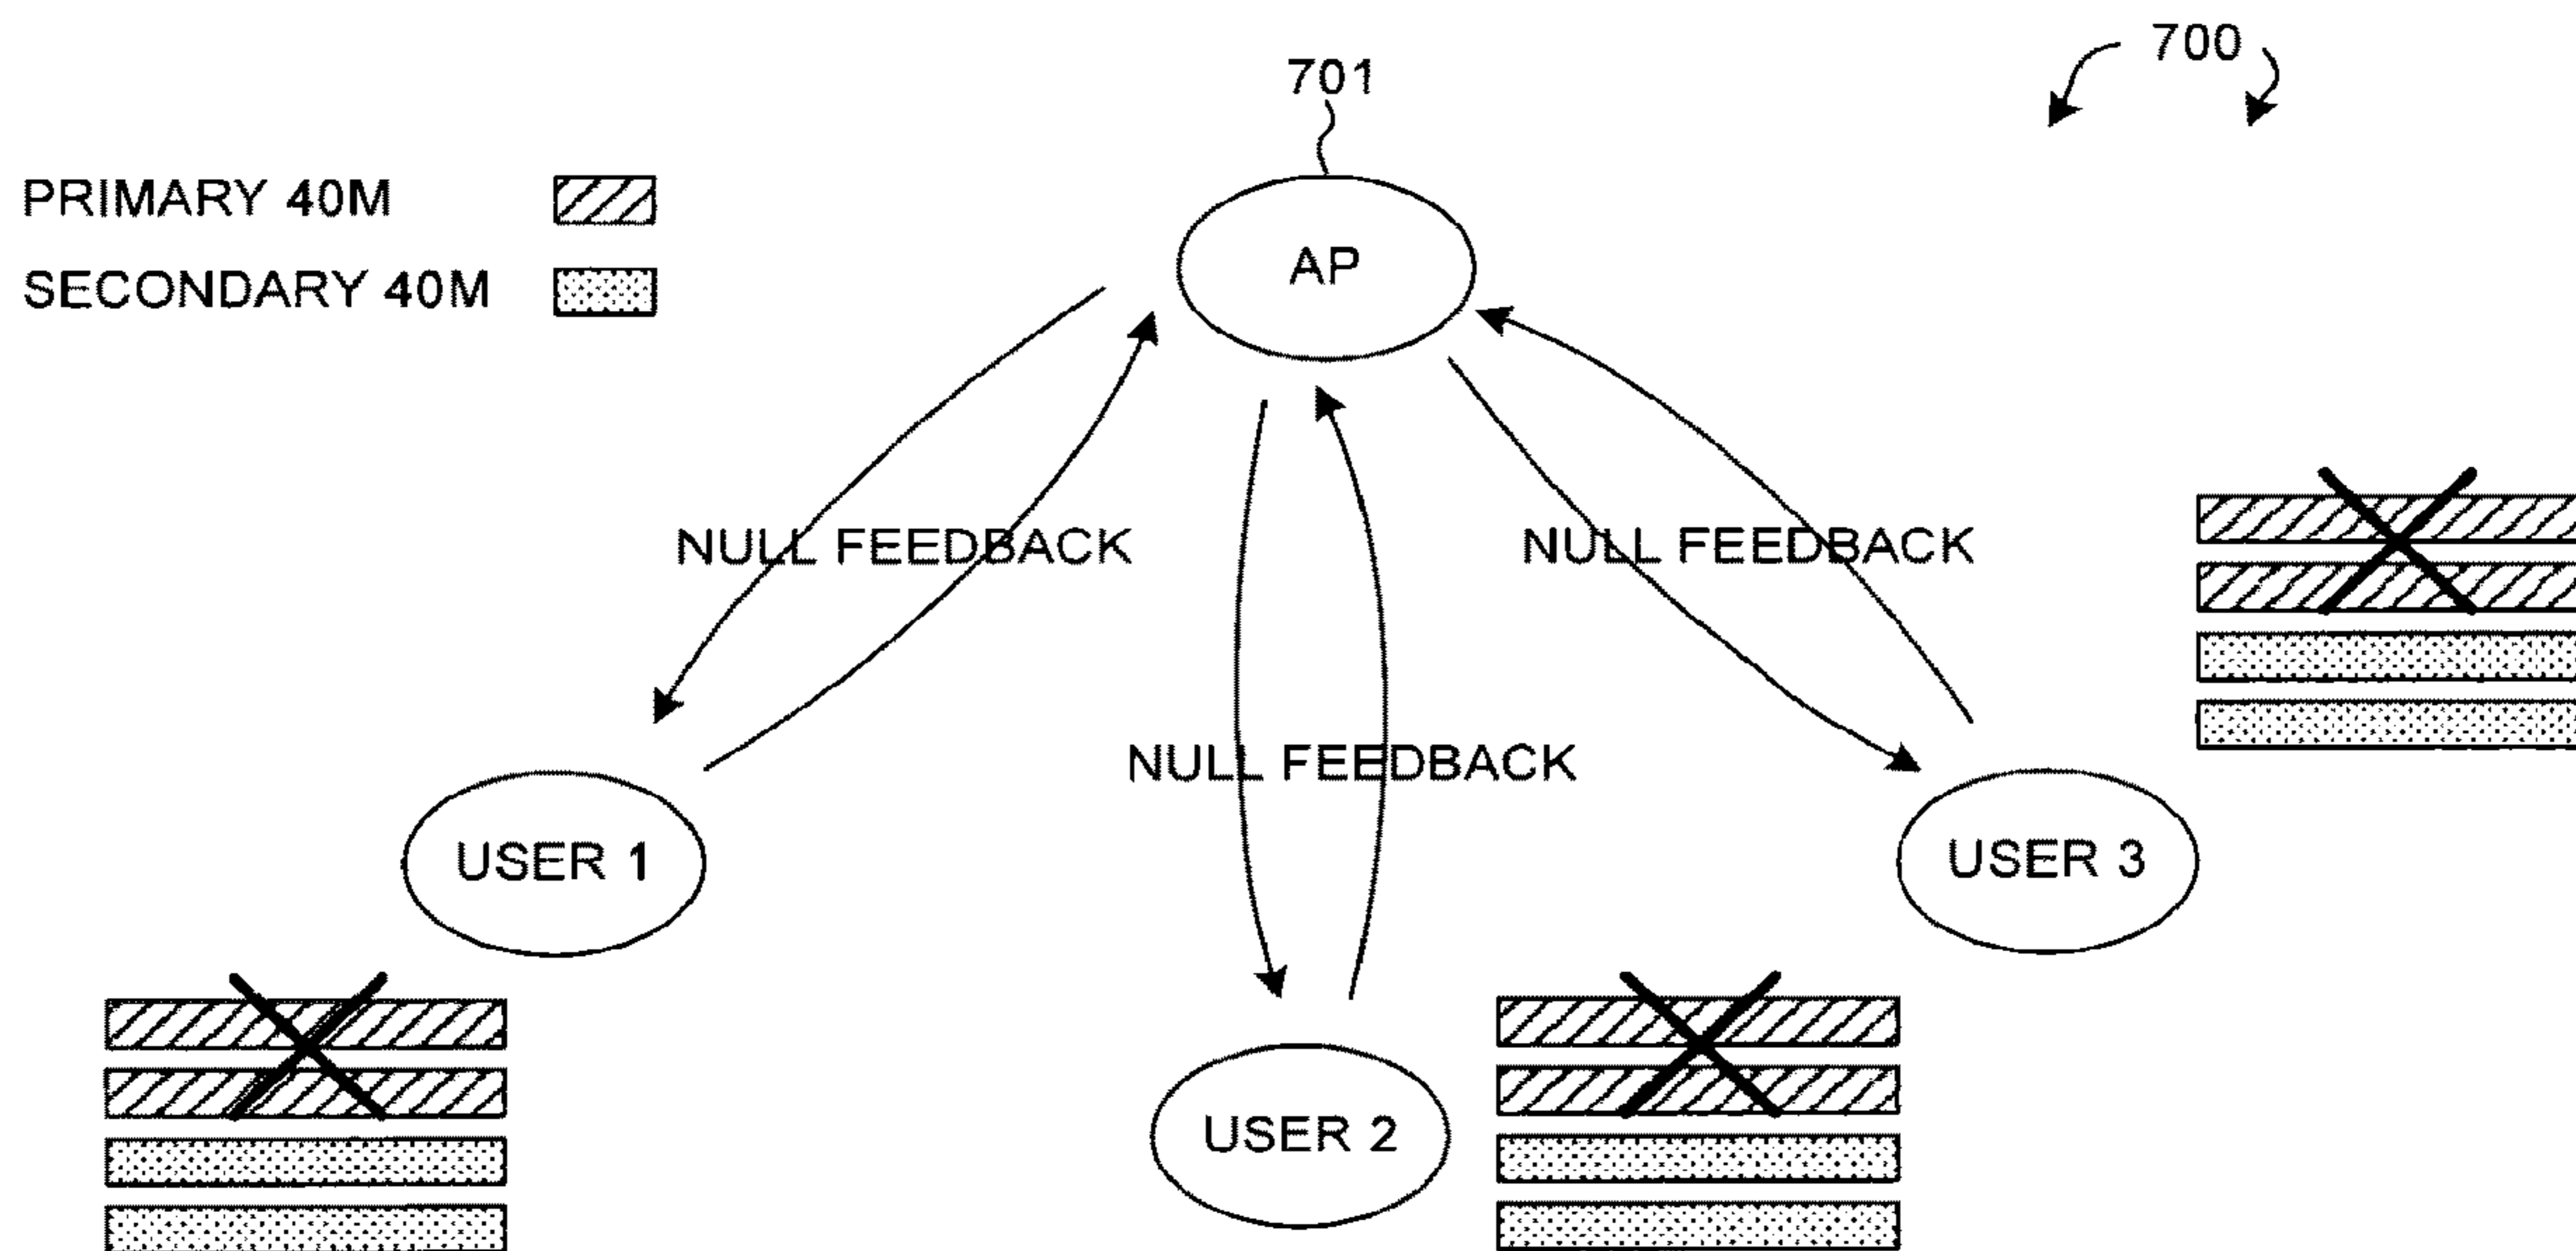 700
701
PRIMARY 40M
SECONDARY 40M
AP
NULL FEEDBACK
NULL FEEDBACK
NULL FEEDBACK
USER 1
USER 3
USER 2